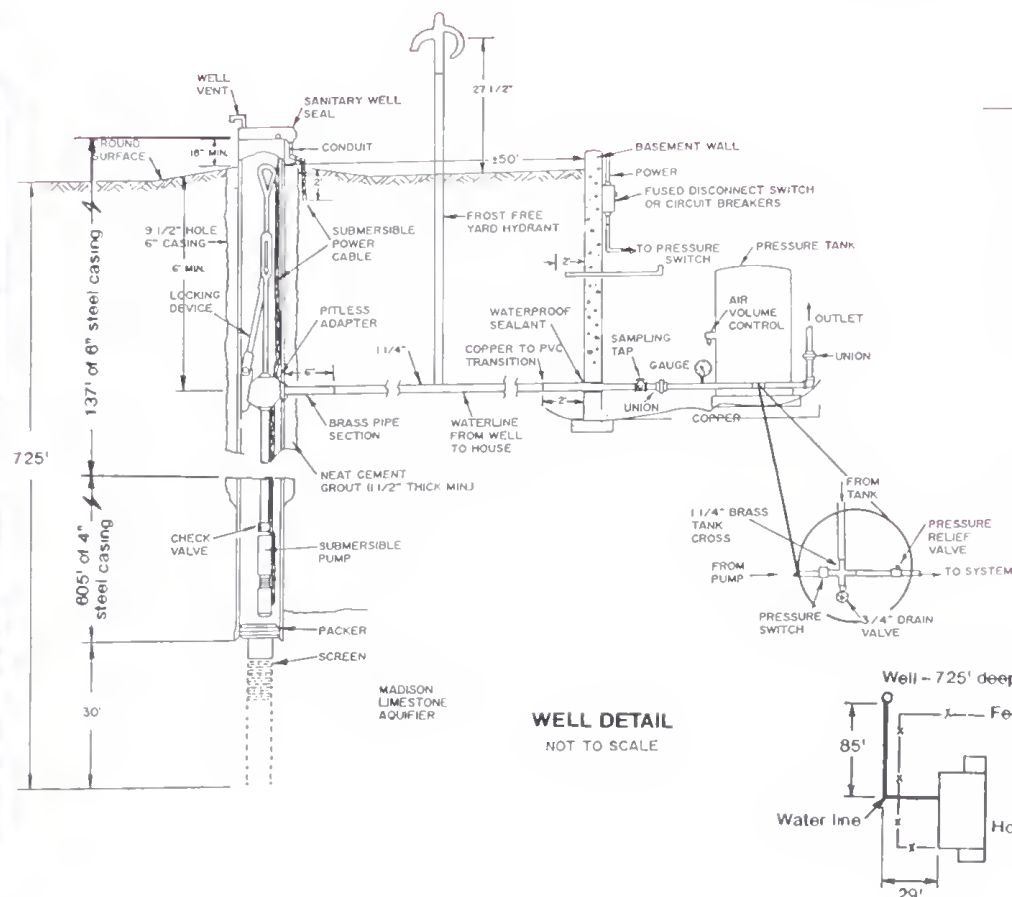 WELL
VENT
SANITARY WELL
SEAL
27 1/2"
GROUND
SURFACE
18" MIN.
CONDUIT
±50'
BASEMENT WALL
POWER
FUSED DISCONNECT SWITCH
OR CIRCUIT BREAKERS
2'
9 1/2" HOLE
6" CASING
6' MIN.
SUBMERSIBLE
POWER
CABLE
FROST FREE
YARD HYDRANT
TO PRESSURE
SWITCH
PRESSURE TANK
2'
LOCKING
DEVICE
PITLESS
ADAPTER
WATERPROOF
SEALANT
SAMPLING
TAP
AIR
VOLUME
CONTROL
OUTLET
137' of 6" steel casing
6'
1 1/4"
COPPER TO PVC
TRANSITION
GAUGE
UNION
2'
UNION
COPPER
BRASS PIPE
SECTION
WATERLINE
FROM WELL
TO HOUSE
725'
NEAT CEMENT
GROUT (1 1/2" THICK MIN.)
605' of 4"
steel casing
CHECK
VALVE
SUBMERSIBLE
PUMP
FROM
TANK
1 1/4" BRASS
TANK
CROSS
PRESSURE
RELIEF
VALVE
FROM
PUMP
TO SYSTEM
PRESSURE
SWITCH
3/4" DRAIN
VALVE
PACKER
SCREEN
30'
MADISON
LIMESTONE
AQUIFIER
WELL DETAIL
NOT TO SCALE
Well - 725' deep
Fe
85'
Water line
Ho
29'